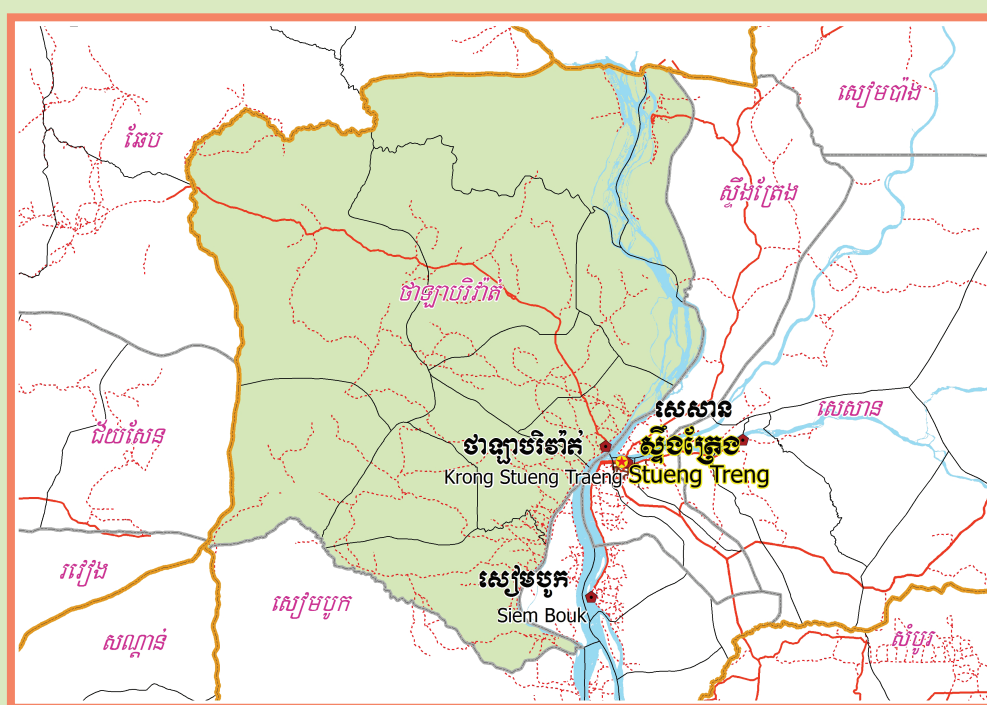 សៀមប៉ាង
ឆែប
ស្ទឹងត្រែង
ថាឡាបរិវ៉ាត់
សេសាន
សេសាន
ជ័យសែន
ថាឡាបរិវ៉ាត់
ស្ទឹងត្រែង
Krong Stueng Traeng
Stueng Treng
រវៀង
សៀមបូក
សៀមបូក
Siem Bouk
សណ្ដាន់
សំបូរ